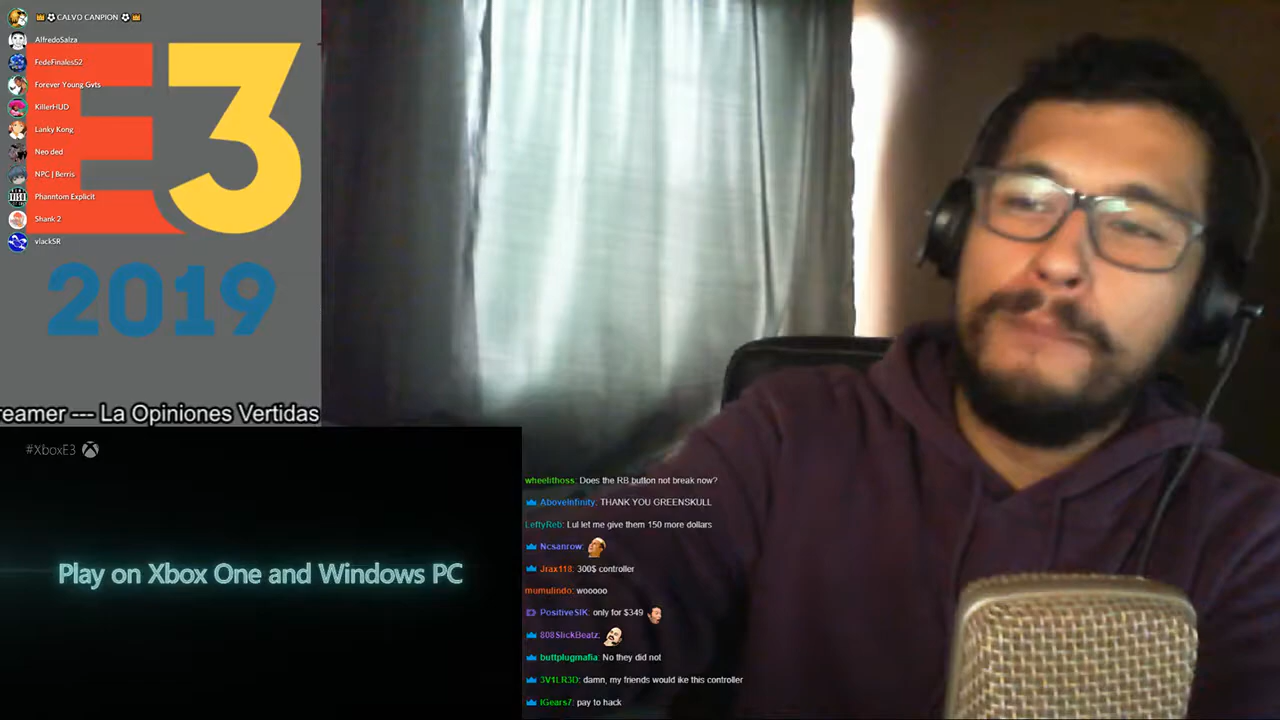 CALVO CANPION
AlfredoSalza
FedeFinales52
Forever Young Gvts
KillerHUD
Lanky Kong
Neo ded
NPC | Berris
Phanntom Explicit
Shank 2
vlackSR
E3
2019
reamer --- La Opiniones Vertidas
#XboxE3
Play on Xbox One and Windows PC
wheelithoss: Does the RB button not break now?
AboveInfinity: THANK YOU GREENSKULL
LeftyReb: Lul let me give them 150 more dollars
Ncsanrow:
Jrax118: 300$ controller
mumulindo: wooooo
PositiveSIK: only for $349
808SlickBeatz:
buttplugmafia: No they did not
3V1LR3D: damn, my friends would like this controller
IGears7: pay to hack